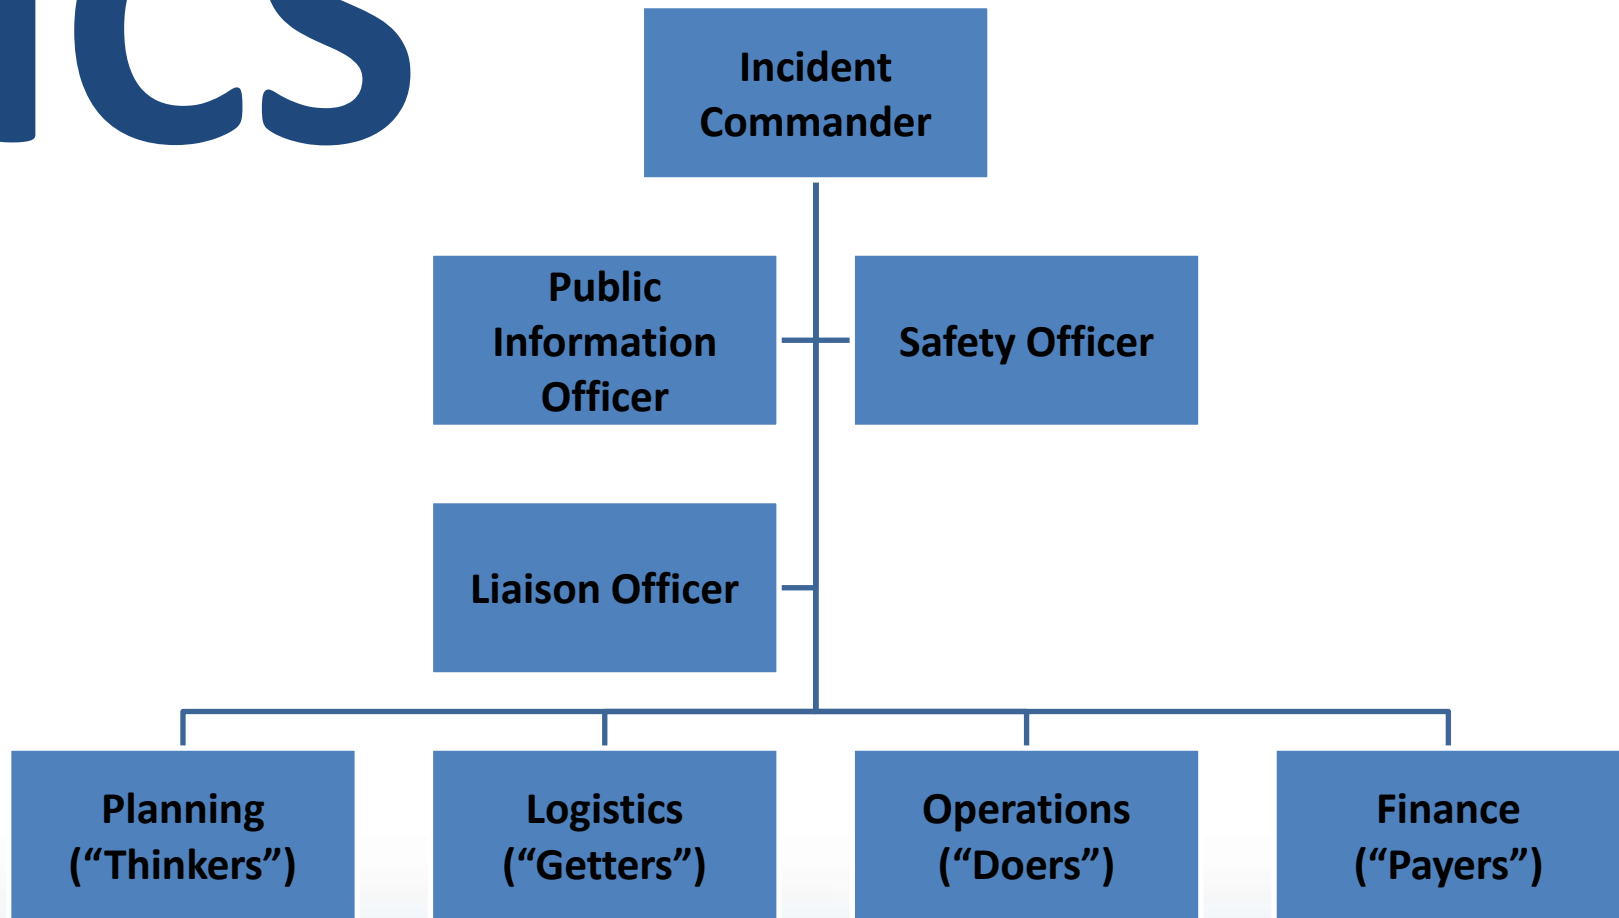 ICS
Incident
Commander
Public
Information
Officer
Safety Officer
Liaison Officer
Planning
(“Thinkers”)
Logistics
(“Getters”)
Operations
(“Doers”)
Finance
(“Payers”)